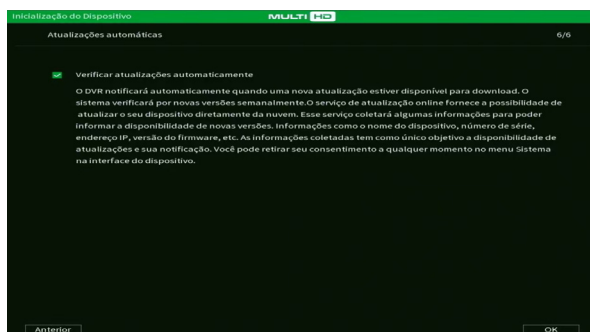 Inicialização do Dispositivo
MULTI HD
Atualizações automáticas
6/6
Verificar atualizações automaticamente
O DVR notificará automaticamente quando uma nova atualização estiver disponível para download. O
sistema verificará por novas versões semanalmente.O serviço de atualização online fornece a possibilidade de
atualizar o seu dispositivo diretamente da nuvem. Esse serviço coletará algumas informações para poder
informar a disponibilidade de novas versões. Informações como o nome do dispositivo, número de série,
endereço IP, versão do firmware, etc. As informações coletadas tem como único objetivo a disponibilidade de
atualizações e sua notificação. Você pode retirar seu consentimento a qualquer momento no menu Sistema
na interface do dispositivo.
Anterior
OK